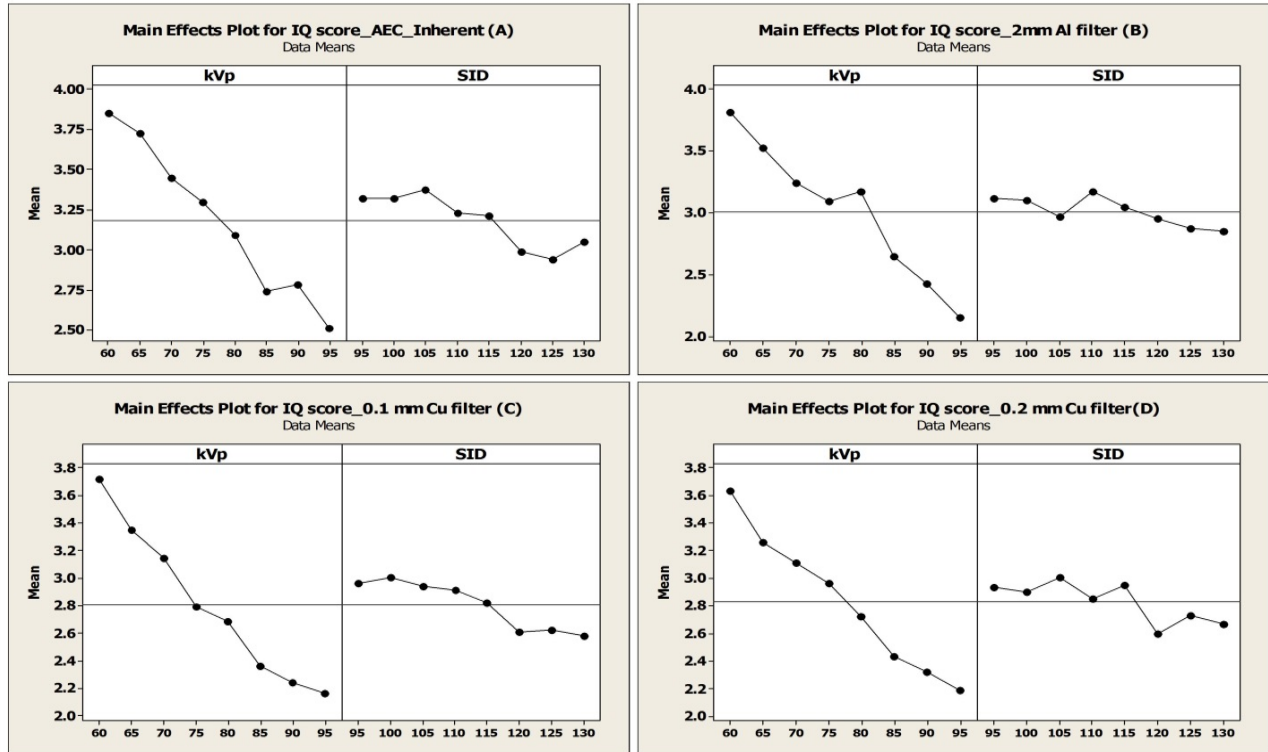 Main Effects Plot for IQ score_AEC_Inherent (A)
Data Means
kVp SID
4.00
3.75
3.50
3.25
3.00
2.75
2.50
Mean
60 65 70 75 80 85 90 95 95 100 105 110 115 120 125 130
Main Effects Plot for IQ score_2mm Al filter (B)
Data Means
kVp SID
4.0
3.5
3.0
2.5
2.0
Mean
60 65 70 75 80 85 90 95 95 100 105 110 115 120 125 130
Main Effects Plot for IQ score_0.1 mm Cu filter (C)
Data Means
kVp SID
3.8
3.6
3.4
3.2
3.0
2.8
2.6
2.4
2.2
2.0
Mean
60 65 70 75 80 85 90 95 95 100 105 110 115 120 125 130
Main Effects Plot for IQ score_0.2 mm Cu filter(D)
Data Means
kVp SID
3.8
3.6
3.4
3.2
3.0
2.8
2.6
2.4
2.2
2.0
Mean
60 65 70 75 80 85 90 95 95 100 105 110 115 120 125 130